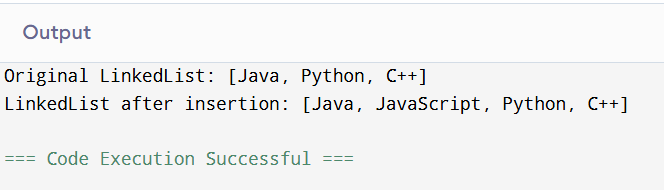 Output
Original LinkedList: [Java, Python, C++]
LinkedList after insertion: [Java, JavaScript, Python, C++]
=== Code Execution Successful ===